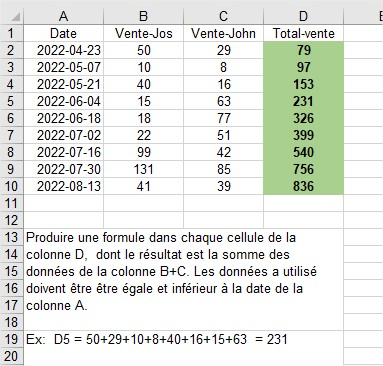 A B C D E
1 Date Vente-Jos Vente-John Total-vente
2 2022-04-23 50 29 79
3 2022-05-07 10 8 97
4 2022-05-21 40 16 153
5 2022-06-04 15 63 231
6 2022-06-18 18 77 326
7 2022-07-02 22 51 399
8 2022-07-16 99 42 540
9 2022-07-30 131 85 756
10 2022-08-13 41 39 836
11
12
13 Produire une formule dans chaque cellule de la
14 colonne D, dont le résultat est la somme des
15 données de la colonne B+C. Les données a utilisé
16 doivent être être égale et inférieur à la date de la
17 colonne A.
18
19 Ex: D5 = 50+29+10+8+40+16+15+63 = 231
20